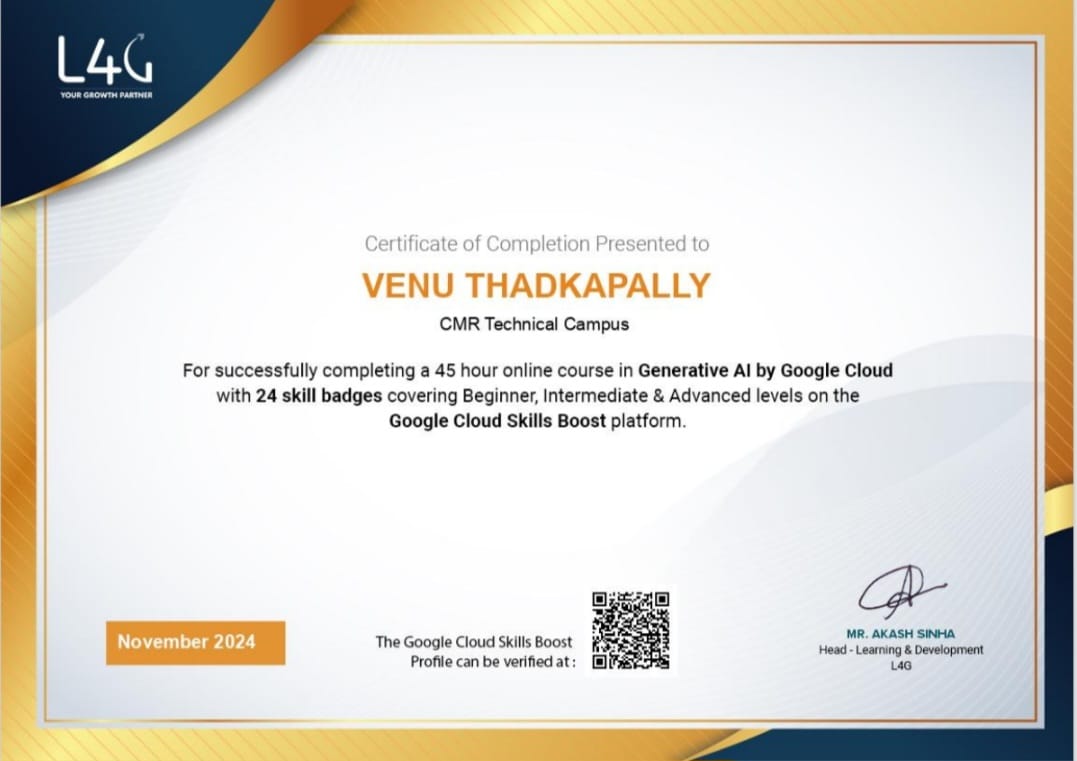 L4G
YOUR GROWTH PARTNER
Certificate of Completion Presented to
VENU THADKAPALLY
CMR Technical Campus
For successfully completing a 45 hour online course in Generative AI by Google Cloud
with 24 skill badges covering Beginner, Intermediate & Advanced levels on the
Google Cloud Skills Boost platform.
November 2024
The Google Cloud Skills Boost
Profile can be verified at :
MR. AKASH SINHA
Head - Learning & Development
L4G